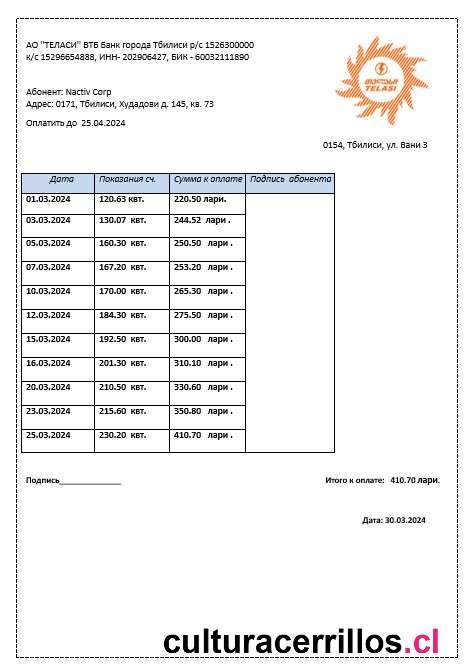 АО "ТЕЛАСИ" ВТБ Банк города Тбилиси р/с 1526300000
к/с 15296654888, ИНН- 202906427, БИК - 60032111890
TELASI
Абонент: Nactiv Corp
Адрес: 0171, Тбилиси, Худадови д. 145, кв. 73
Оплатить до 25.04.2024
0154, Тбилиси, ул. Вани 3
Дата Показания сч. Сумма к оплате Подпись абонента
01.03.2024 120.63 квт. 220.50 лари.
03.03.2024 130.07 квт. 244.52 лари .
05.03.2024 160.30 квт. 250.50 лари .
07.03.2024 167.20 квт. 253.20 лари .
10.03.2024 170.00 квт. 265.30 лари .
12.03.2024 184.30 квт. 275.50 лари .
15.03.2024 192.50 квт. 300.00 лари .
16.03.2024 201.30 квт. 310.10 лари .
20.03.2024 210.50 квт. 330.60 лари .
23.03.2024 215.60 квт. 350.80 лари .
25.03.2024 230.20 квт. 410.70 лари .
Подпись______________ Итого к оплате: 410.70 лари.
Дата: 30.03.2024
culturacerrillos.cl